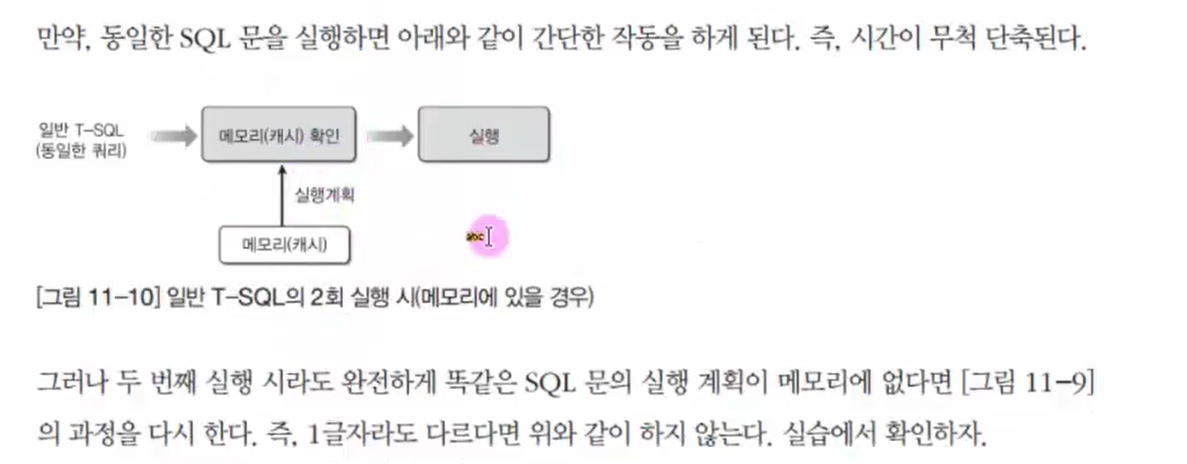 만약, 동일한 SQL 문을 실행하면 아래와 같이 간단한 작동을 하게 된다. 즉, 시간이 무척 단축된다.
일반 T-SQL
(동일한 쿼리)
메모리(캐시) 확인
실행
실행계획
메모리(캐시)
abc
[그림 11-10] 일반 T-SQL의 2회 실행 시(메모리에 있을 경우)
그러나 두 번째 실행 시라도 완전하게 똑같은 SQL 문의 실행 계획이 메모리에 없다면 [그림 11-9]
의 과정을 다시 한다. 즉, 1글자라도 다르다면 위와 같이 하지 않는다. 실습에서 확인하자.